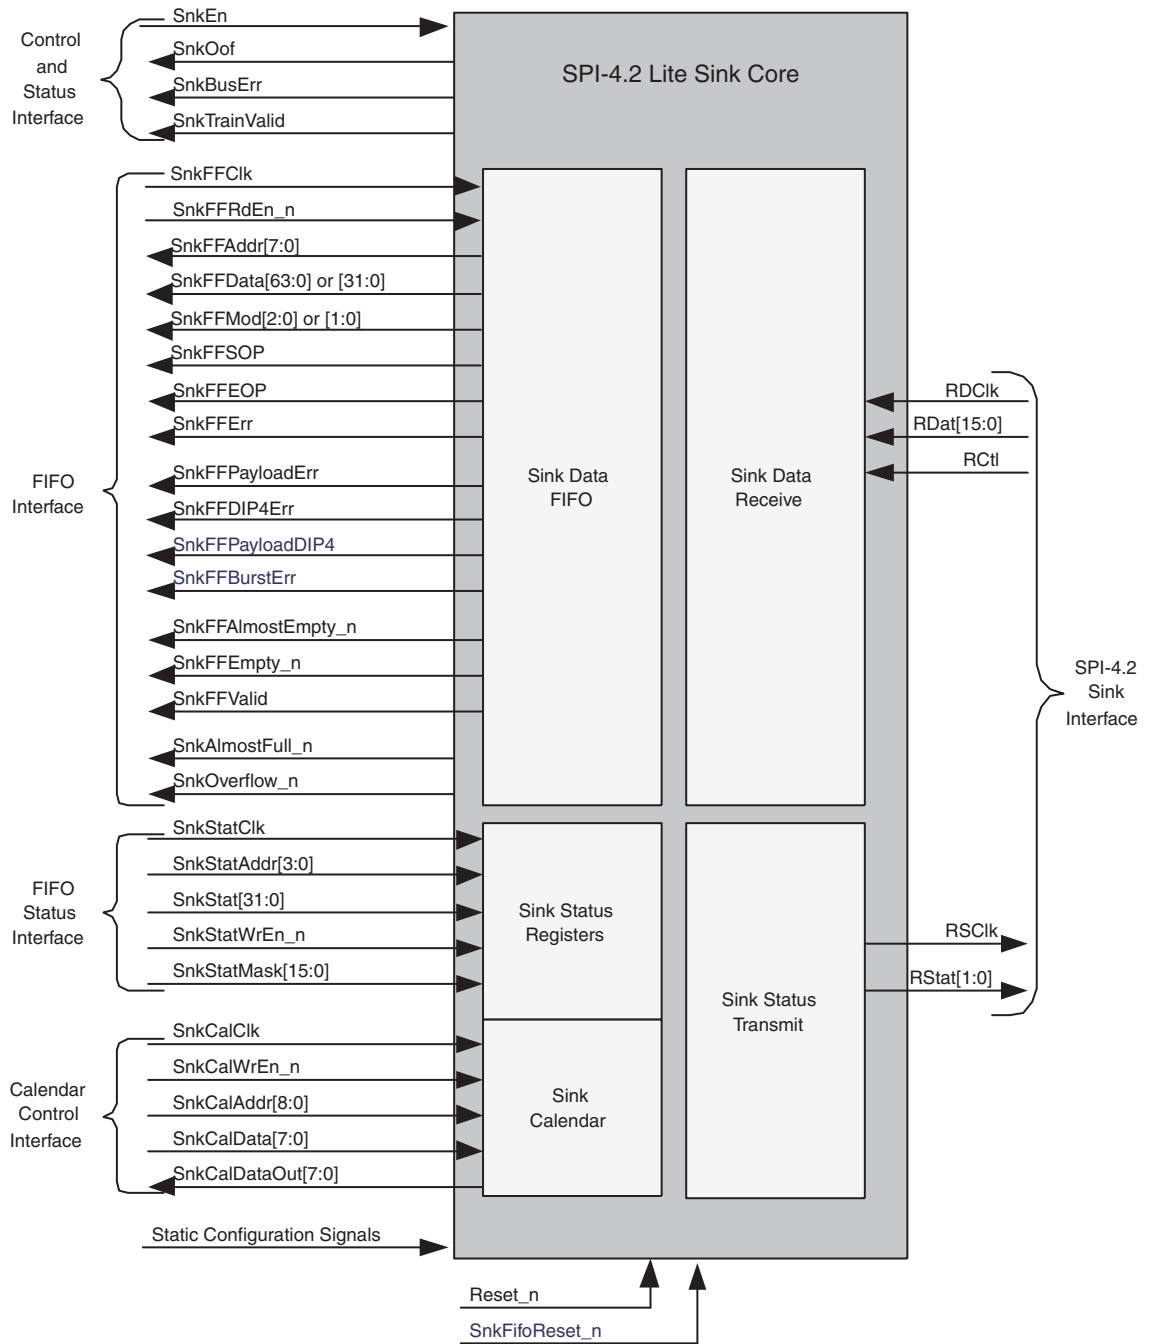 SnkEn
SnkOof
SnkBusErr
SnkTrainValid
Control
and
Status
Interface
SPI-4.2 Lite Sink Core
SnkFFClk
SnkFFRdEn_n
SnkFFAddr[7:0]
SnkFFData[63:0] or [31:0]
SnkFFMod[2:0] or [1:0]
SnkFFSOP
SnkFFEOP
SnkFFErr
SnkFFPayloadErr
SnkFFDIP4Err
SnkFFPayloadDIP4
SnkFFBurstErr
SnkFFAlmostEmpty_n
SnkFFEmpty_n
SnkFFValid
SnkAlmostFull_n
SnkOverflow_n
FIFO
Interface
Sink Data
FIFO
Sink Data
Receive
RDClk
RDat[15:0]
RCtl
SPI-4.2
Sink
Interface
SnkStatClk
SnkStatAddr[3:0]
SnkStat[31:0]
SnkStatWrEn_n
SnkStatMask[15:0]
FIFO
Status
Interface
Sink Status
Registers
Sink Status
Transmit
RSClk
RStat[1:0]
SnkCalClk
SnkCalWrEn_n
SnkCalAddr[8:0]
SnkCalData[7:0]
SnkCalDataOut[7:0]
Calendar
Control
Interface
Sink
Calendar
Static Configuration Signals
Reset_n
SnkFifoReset_n